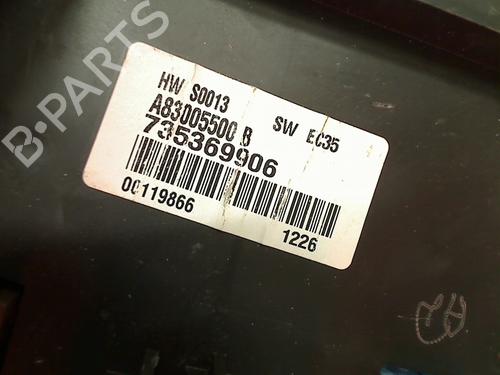 B-PARTS
HW S0013 SW EC35
A83005500 B
735369906
00119866 1226